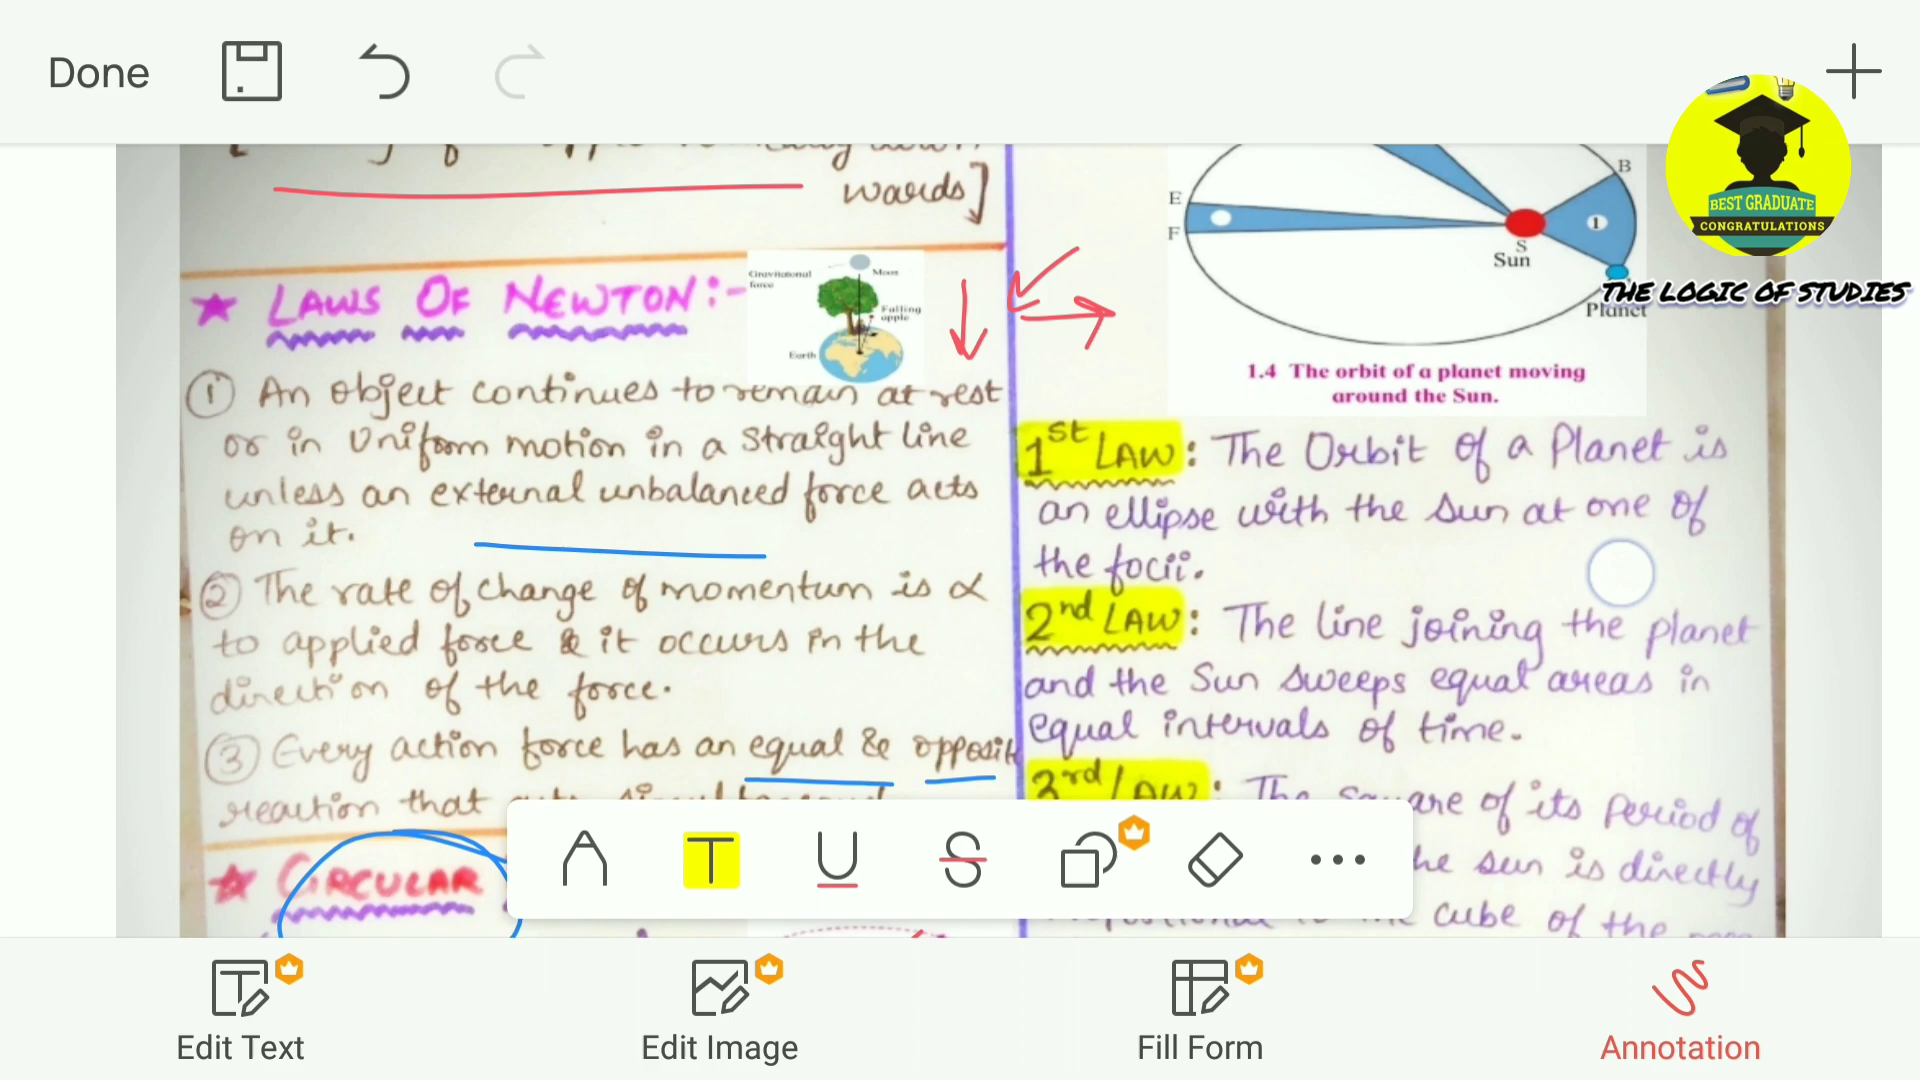 Done
wards]
★ LAWS OF NEWTON:-
Gravitational force
Moon
Falling apple
Earth
① An object continues to remain at rest
or in Uniform motion in a straight line
unless an external unbalanced force acts
on it.
② The rate of change of momentum is ∝
to applied force & it occurs in the
direction of the force.
③ Every action force has an equal & opposite
reaction that
★ CIRCULAR
B
E
F
1
S
Sun
Planet
1.4 The orbit of a planet moving
around the Sun.
1st LAW: The Orbit of a Planet is
an ellipse with the Sun at one of
the focii.
2nd LAW: The line joining the planet
and the Sun sweeps equal areas in
equal intervals of time.
3rd LAW: The Square of its Period of
the sun is directly
cube of the
BEST GRADUATE
CONGRATULATIONS
THE LOGIC OF STUDIES
T
U
S
Edit Text
Edit Image
Fill Form
Annotation